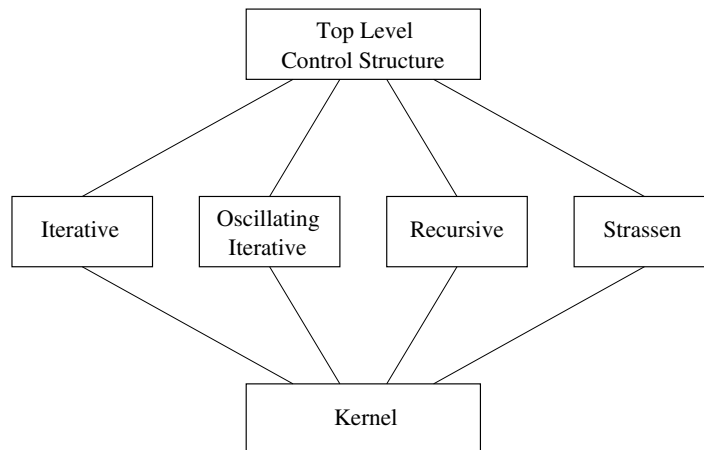 Top Level
Control Structure
Iterative
Oscillating
Iterative
Recursive
Strassen
Kernel